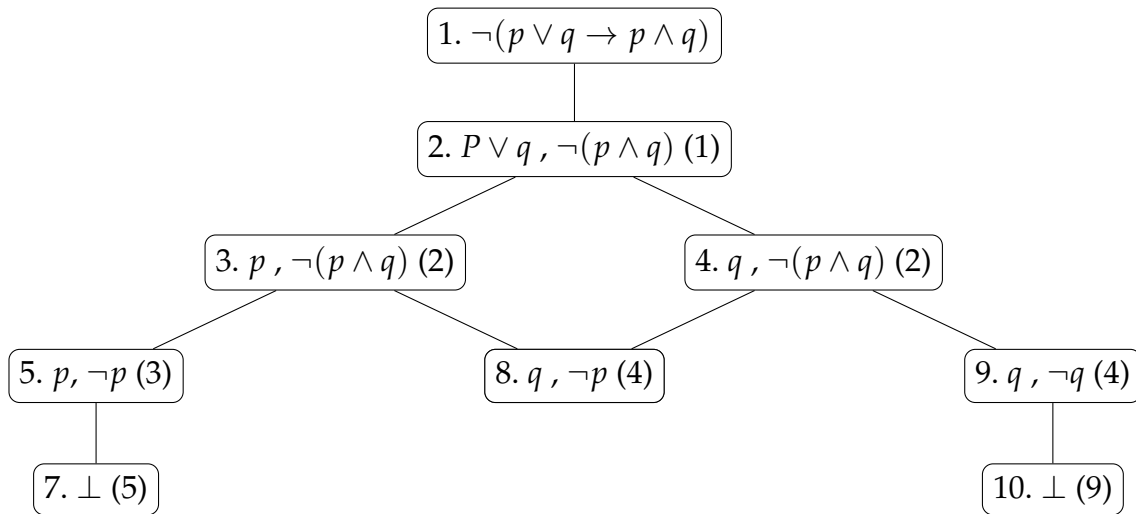 1. ¬(p ∨ q → p ∧ q)
2. P ∨ q , ¬(p ∧ q) (1)
3. p , ¬(p ∧ q) (2)
4. q , ¬(p ∧ q) (2)
5. p, ¬p (3)
8. q , ¬p (4)
9. q , ¬q (4)
7. ⊥ (5)
10. ⊥ (9)